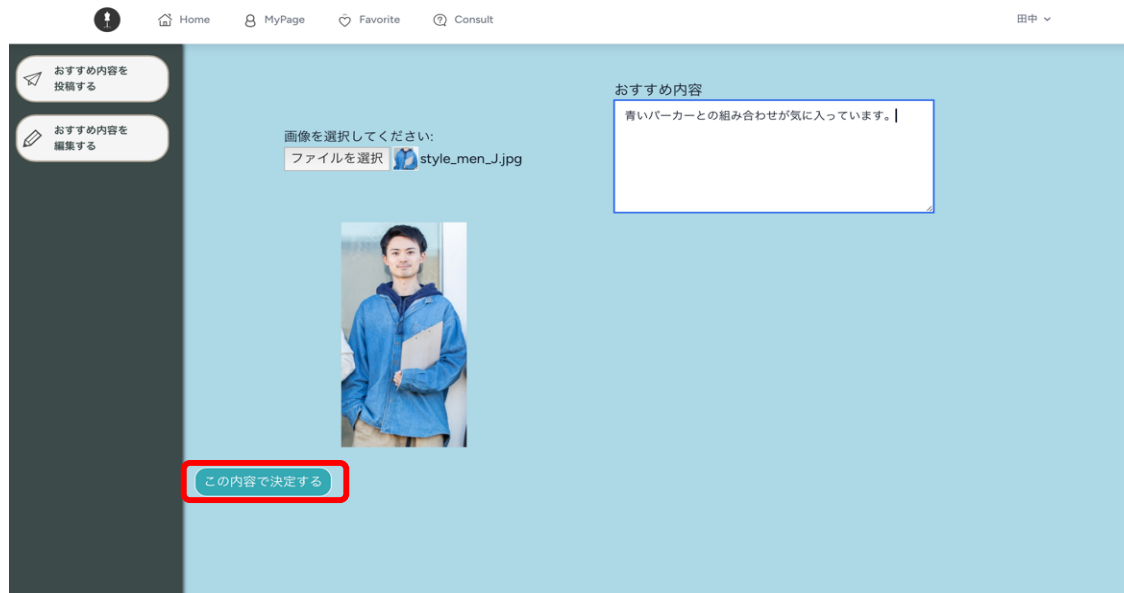 Home
MyPage
Favorite
Consult
田中
おすすめ内容を
投稿する
おすすめ内容を
編集する
画像を選択してください:
ファイルを選択 style_men_J.jpg
おすすめ内容
青いパーカーとの組み合わせが気に入っています。
この内容で決定する